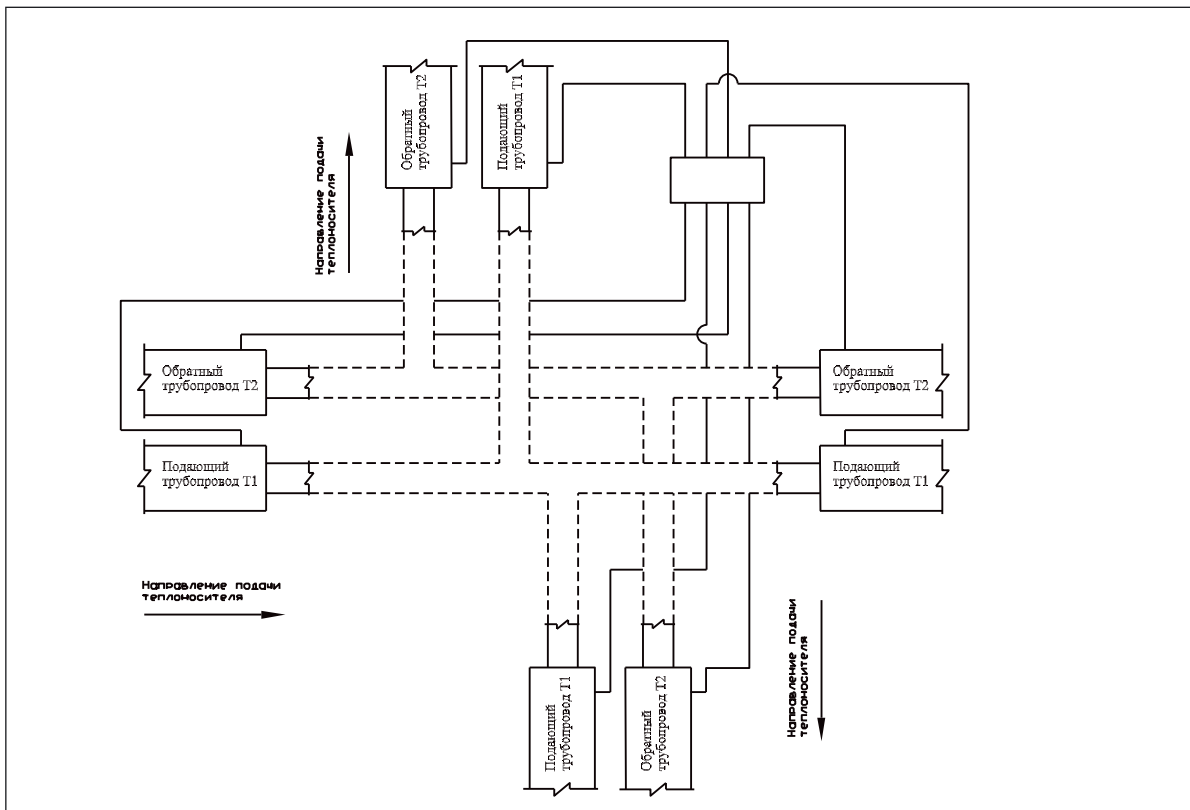 Обратный
трубопровод Т2
Подающий
трубопровод Т1
Направление подачи
теплоносителя
Обратный
трубопровод Т2
Обратный
трубопровод Т2
Подающий
трубопровод Т1
Подающий
трубопровод Т1
Направление подачи
теплоносителя
Подающий
трубопровод Т1
Обратный
трубопровод Т2
Направление подачи
теплоносителя